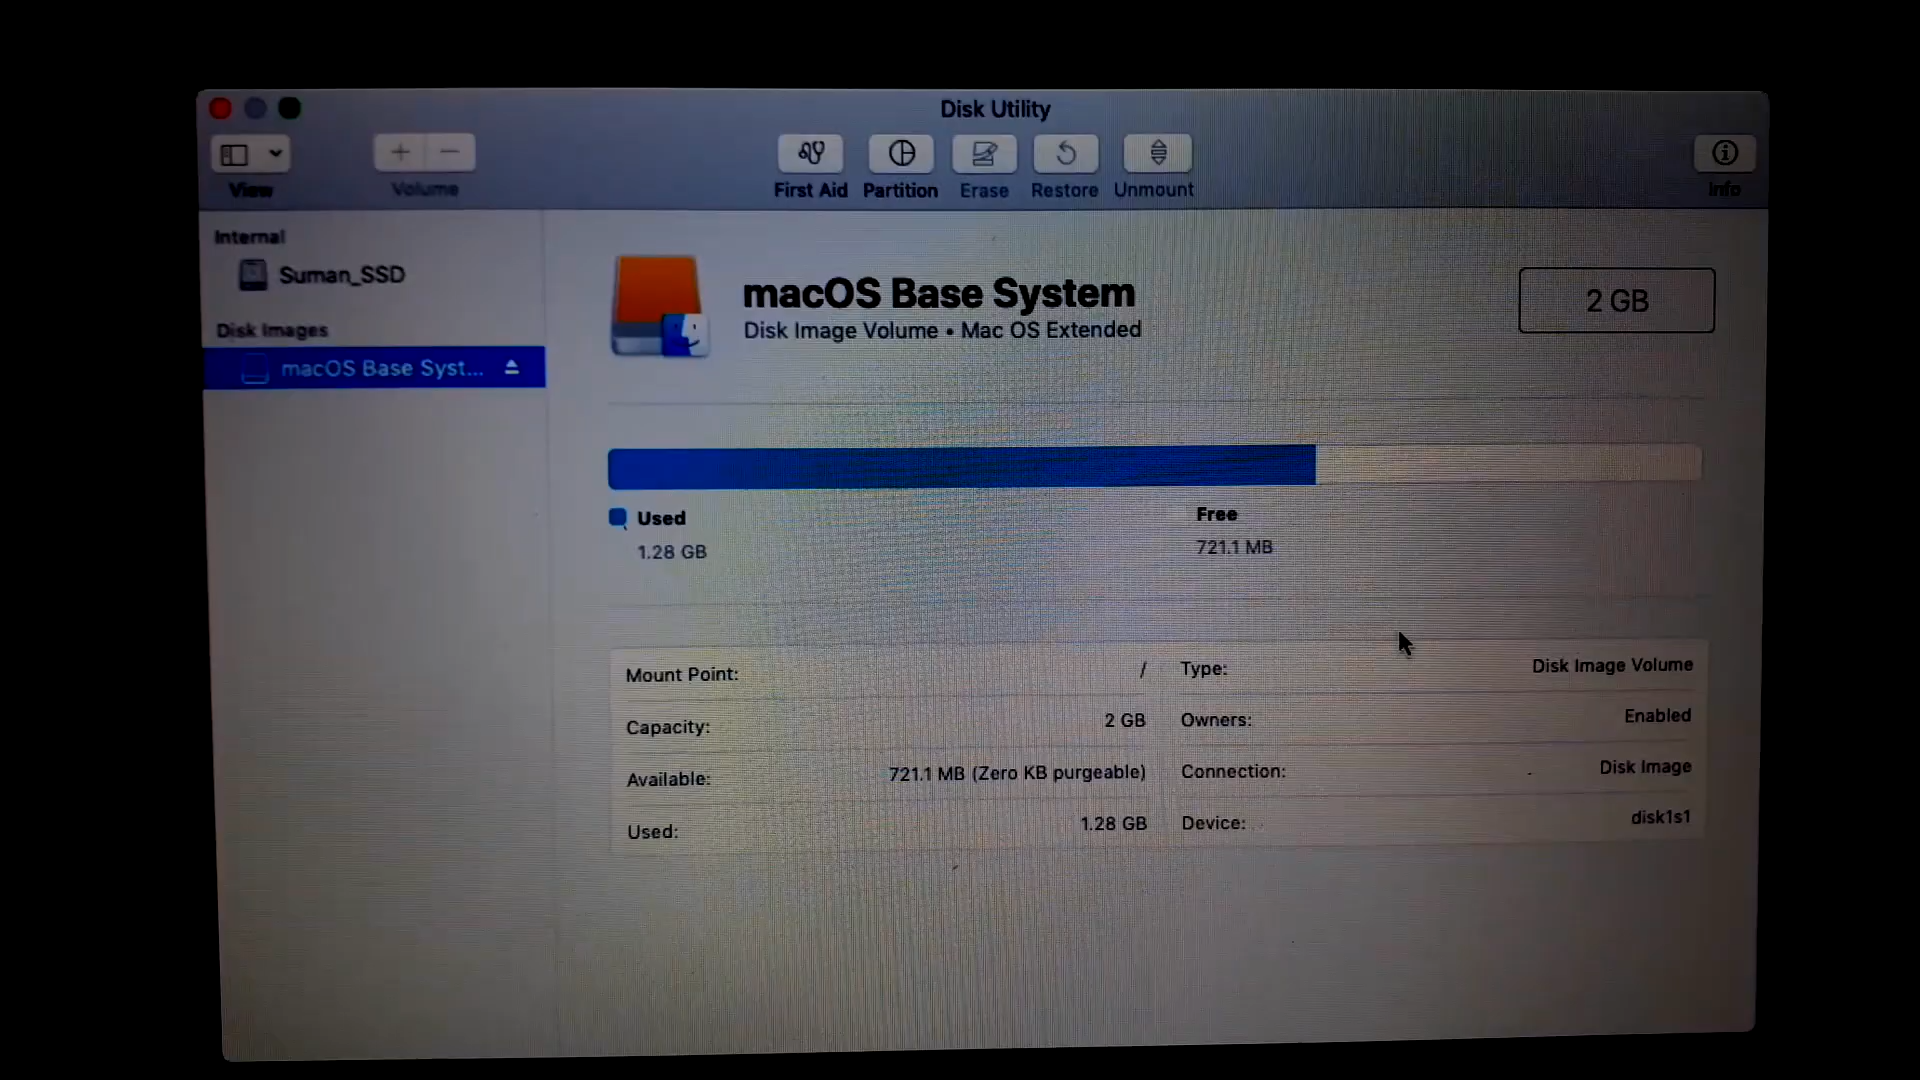 Disk Utility
View
Volume
First Aid
Partition
Erase
Restore
Unmount
Info
Internal
Suman_SSD
Disk Images
macOS Base Syst...
macOS Base System
Disk Image Volume • Mac OS Extended
2 GB
Used
1.28 GB
Free
721.1 MB
Mount Point: /
Capacity: 2 GB
Available: 721.1 MB (Zero KB purgeable)
Used: 1.28 GB
Type: Disk Image Volume
Owners: Enabled
Connection: Disk Image
Device: disk1s1